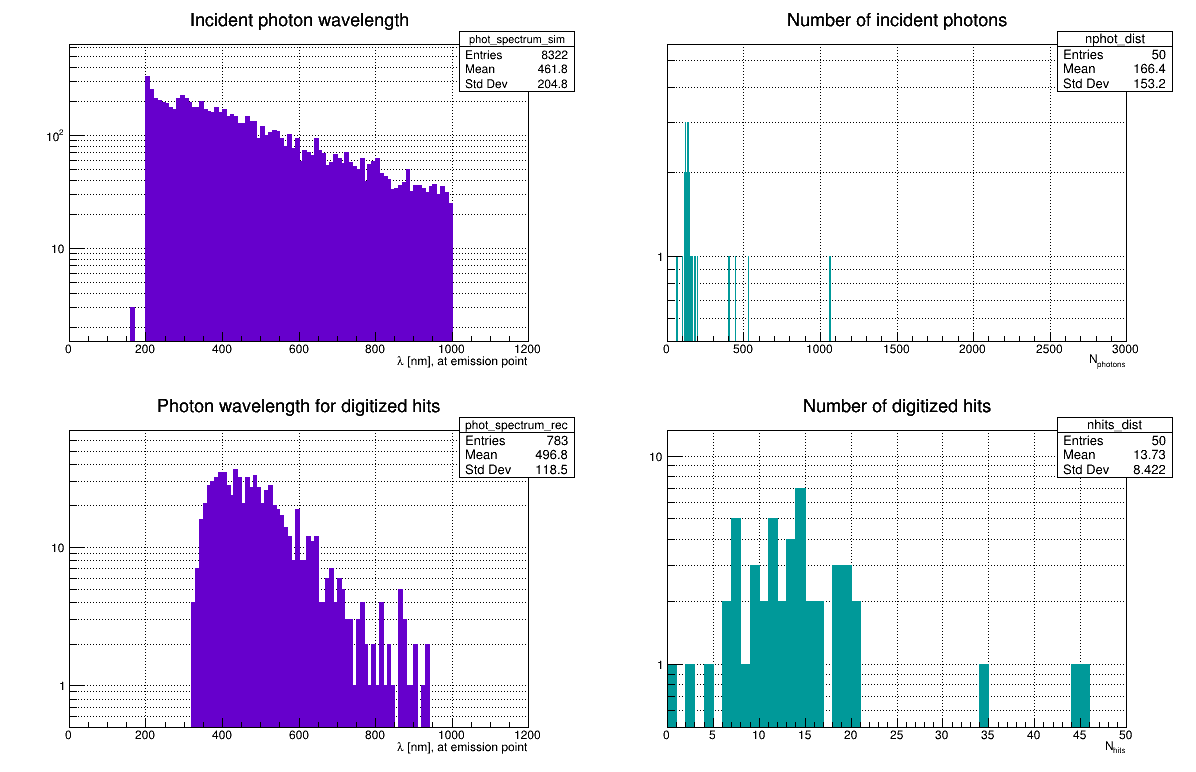 Incident photon wavelength
phot_spectrum_sim
Entries 8322
Mean 461.8
Std Dev 204.8
10²
10
0 200 400 600 800 1000 1200
λ [nm], at emission point
Number of incident photons
nphot_dist
Entries 50
Mean 166.4
Std Dev 153.2
1
0 500 1000 1500 2000 2500 3000
Nphotons
Photon wavelength for digitized hits
phot_spectrum_rec
Entries 783
Mean 496.8
Std Dev 118.5
10
1
0 200 400 600 800 1000 1200
λ [nm], at emission point
Number of digitized hits
nhits_dist
Entries 50
Mean 13.73
Std Dev 8.422
10
1
0 5 10 15 20 25 30 35 40 45 50
Nhits